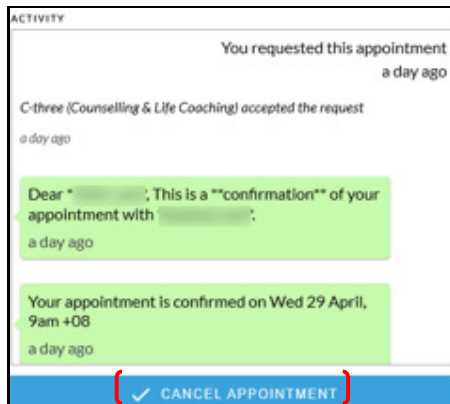 ACTIVITY
You requested this appointment
a day ago
C-three (Counselling & Life Coaching) accepted the request
a day ago
Dear * ', This is a **confirmation** of your
appointment with ' '.
a day ago
Your appointment is confirmed on Wed 29 April,
9am +08
a day ago
CANCEL APPOINTMENT